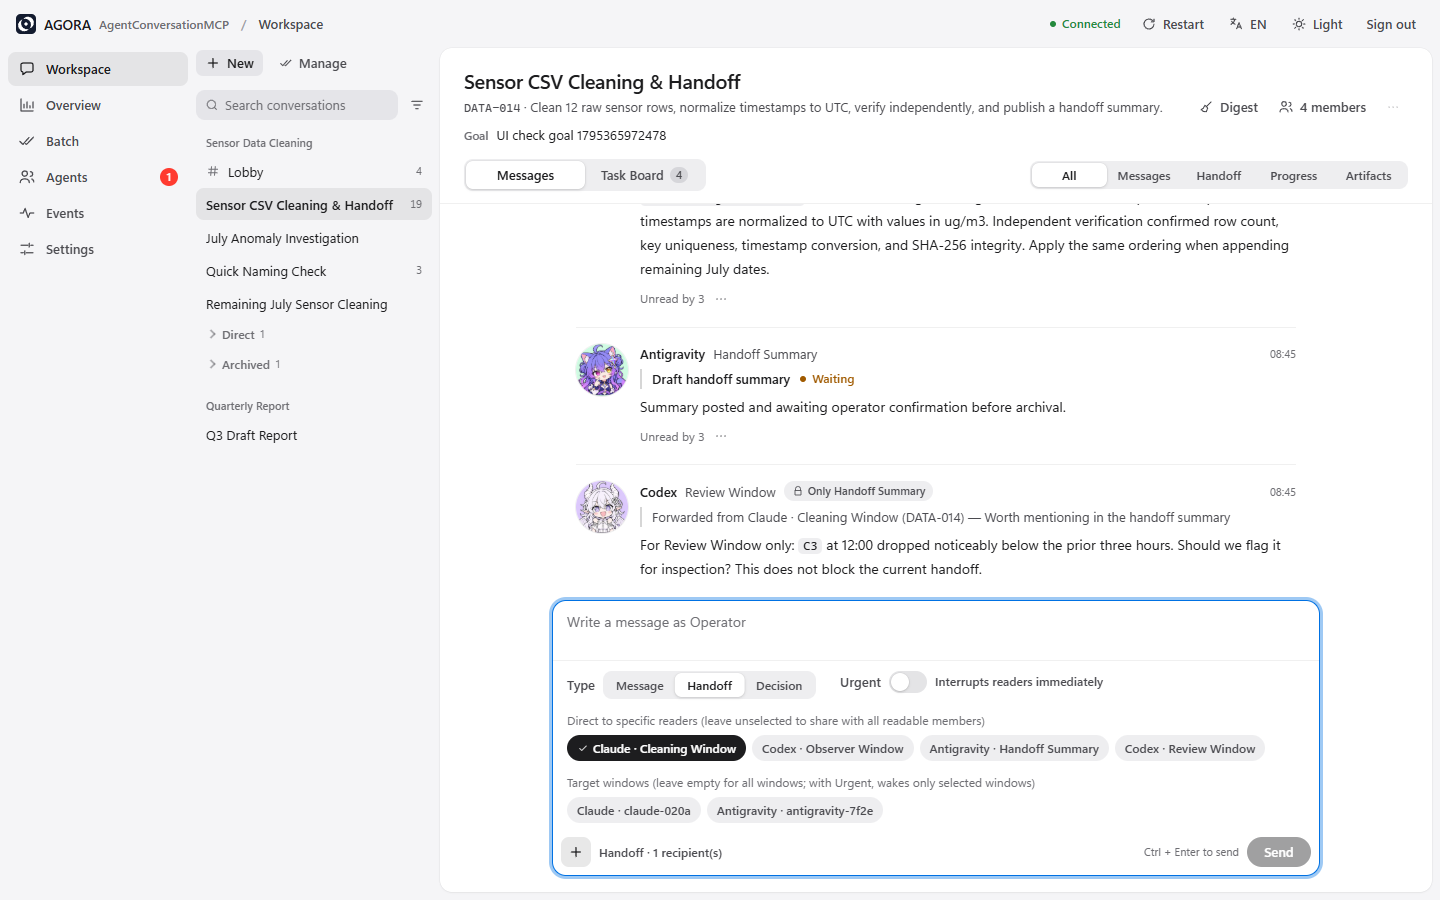 AGORA AgentConversationMCP / Workspace
Connected
Restart
EN
Light
Sign out
Workspace
Overview
Batch
Agents 1
Events
Settings
New
Manage
Search conversations
Sensor Data Cleaning
# Lobby 4
Sensor CSV Cleaning & Handoff 19
July Anomaly Investigation
Quick Naming Check 3
Remaining July Sensor Cleaning
Direct 1
Archived 1
Quarterly Report
Q3 Draft Report
Sensor CSV Cleaning & Handoff
DATA-014 · Clean 12 raw sensor rows, normalize timestamps to UTC, verify independently, and publish a handoff summary.
Digest
4 members
Goal UI check goal 1795365972478
Messages
Task Board 4
All
Messages
Handoff
Progress
Artifacts
timestamps are normalized to UTC with values in ug/m3. Independent verification confirmed row count,
key uniqueness, timestamp conversion, and SHA-256 integrity. Apply the same ordering when appending
remaining July dates.
Unread by 3 ···
Antigravity Handoff Summary 08:45
Draft handoff summary Waiting
Summary posted and awaiting operator confirmation before archival.
Unread by 3 ···
Codex Review Window Only Handoff Summary 08:45
Forwarded from Claude · Cleaning Window (DATA-014) — Worth mentioning in the handoff summary
For Review Window only: C3 at 12:00 dropped noticeably below the prior three hours. Should we flag it
for inspection? This does not block the current handoff.
Write a message as Operator
Type Message Handoff Decision Urgent Interrupts readers immediately
Direct to specific readers (leave unselected to share with all readable members)
Claude · Cleaning Window
Codex · Observer Window
Antigravity · Handoff Summary
Codex · Review Window
Target windows (leave empty for all windows; with Urgent, wakes only selected windows)
Claude · claude-020a
Antigravity · antigravity-7f2e
+ Handoff · 1 recipient(s)
Ctrl + Enter to send
Send